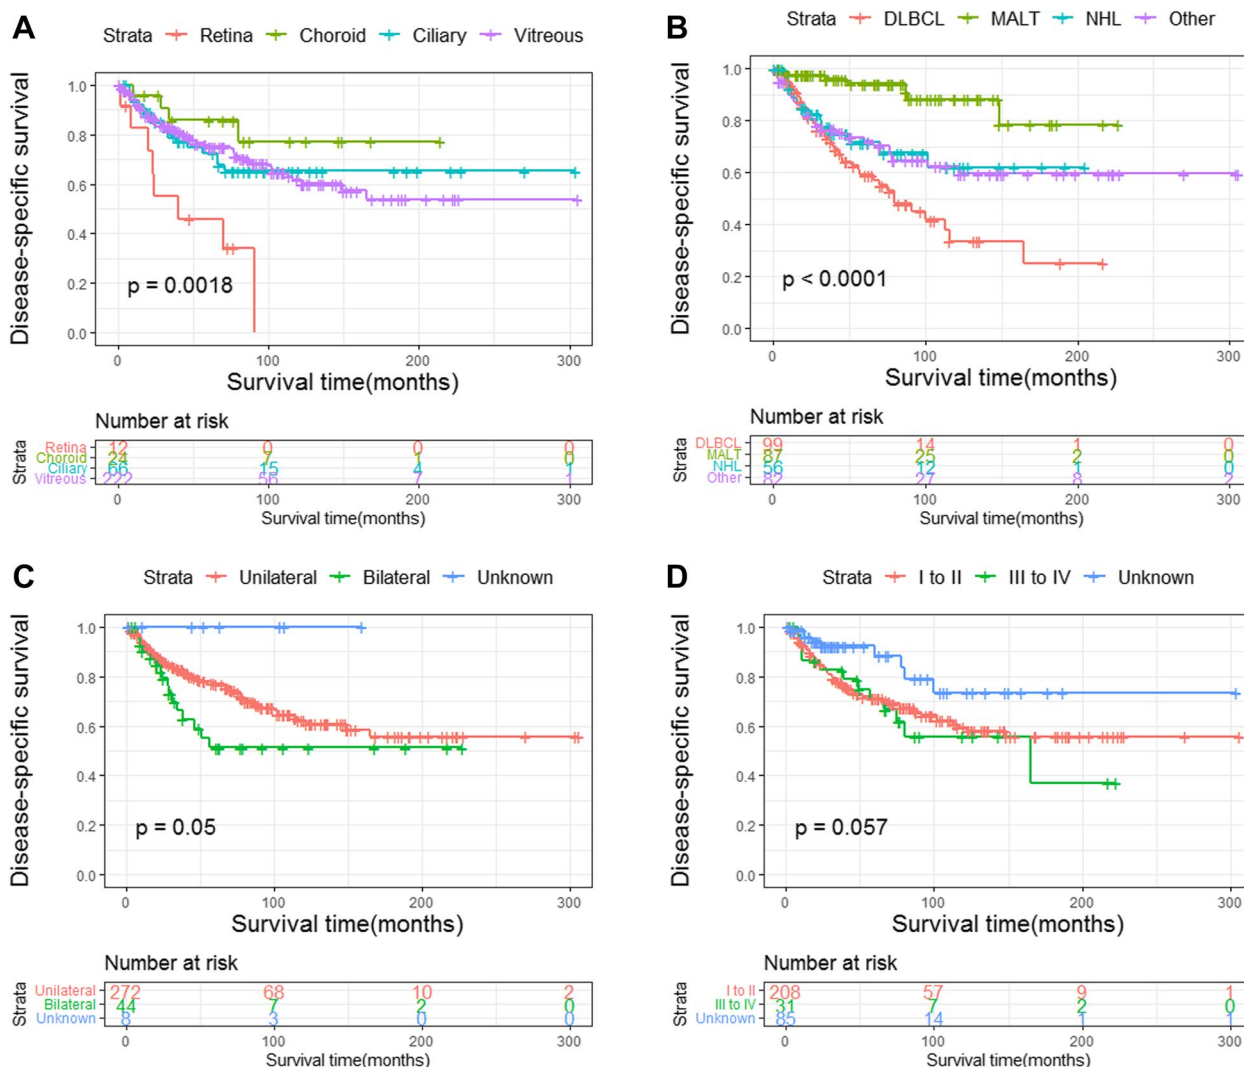 A
Strata Retina Choroid Ciliary Vitreous
Disease-specific survival
1.0
0.8
0.6
0.4
0.2
0.0
p = 0.0018
0 100 200 300
Survival time(months)
Number at risk
Strata
Retina 12 0 0 0
Choroid 24 7 1 0
Ciliary 66 15 4 1
Vitreous 222 56 7 1
0 100 200 300
Survival time(months)
B
Strata DLBCL MALT NHL Other
Disease-specific survival
1.0
0.8
0.6
0.4
0.2
0.0
p < 0.0001
0 100 200 300
Survival time(months)
Number at risk
Strata
DLBCL 99 14 1 0
MALT 87 25 2 0
NHL 56 12 1 0
Other 82 27 8 2
0 100 200 300
Survival time(months)
C
Strata Unilateral Bilateral Unknown
Disease-specific survival
1.0
0.8
0.6
0.4
0.2
0.0
p = 0.05
0 100 200 300
Survival time(months)
Number at risk
Strata
Unilateral 272 68 10 2
Bilateral 44 7 2 0
Unknown 8 3 0 0
0 100 200 300
Survival time(months)
D
Strata I to II III to IV Unknown
Disease-specific survival
1.0
0.8
0.6
0.4
0.2
0.0
p = 0.057
0 100 200 300
Survival time(months)
Number at risk
Strata
I to II 208 57 9 1
III to IV 31 7 2 0
Unknown 85 14 1 1
0 100 200 300
Survival time(months)